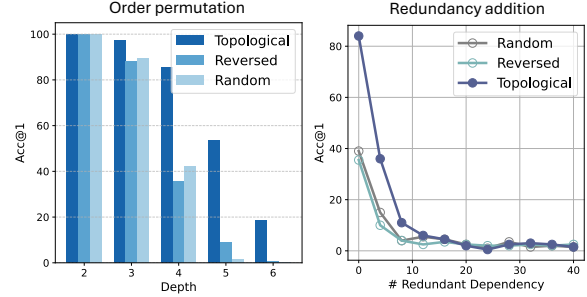 Order permutation
Acc@1
100
80
60
40
20
0
Topological
Reversed
Random
2 3 4 5 6
Depth
Redundancy addition
Acc@1
80
60
40
20
0
Random
Reversed
Topological
0 10 20 30 40
# Redundant Dependency